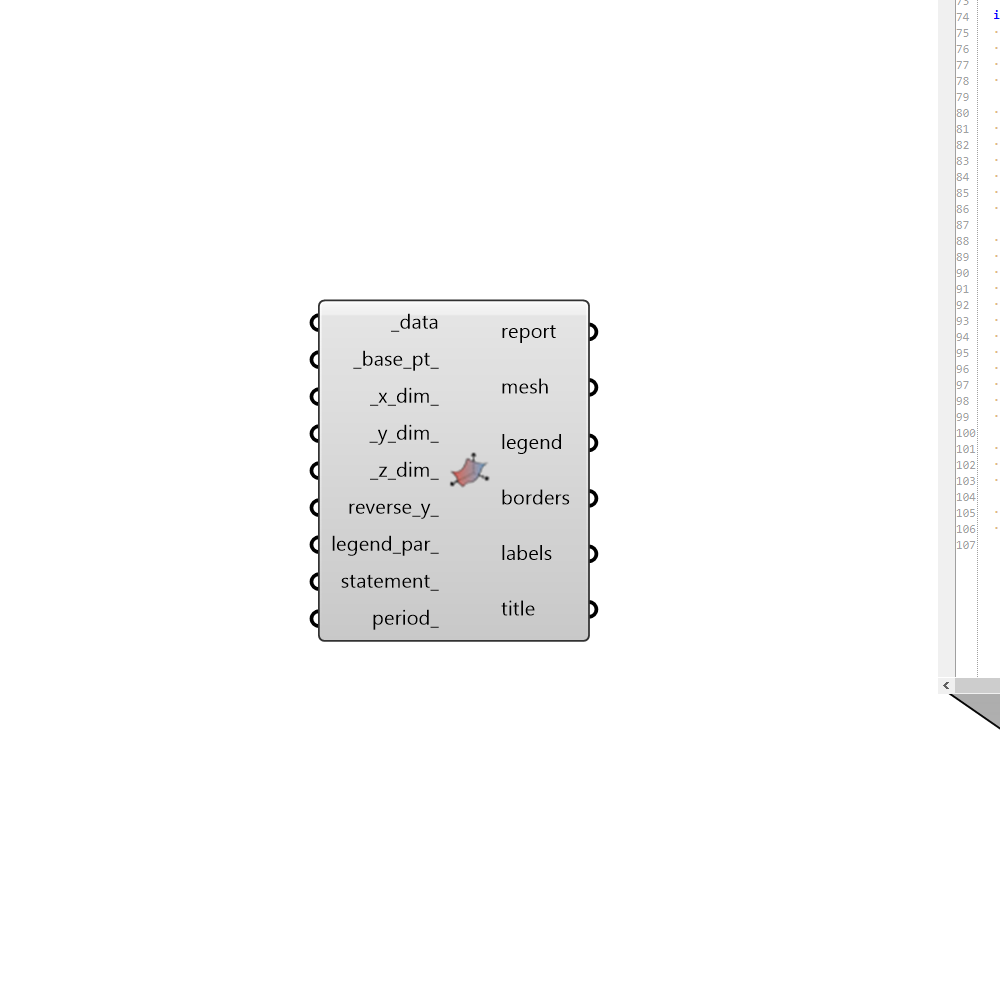 _data
_base_pt_
_x_dim_
_y_dim_
_z_dim_
reverse_y_
legend_par_
statement_
period_
report
mesh
legend
borders
labels
title
73
74 i
75
76
77
78
79
80
81
82
83
84
85
86
87
88
89
90
91
92
93
94
95
96
97
98
99
100
101
102
103
104
105
106
107